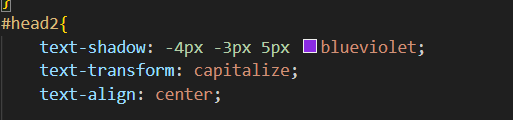 }
#head2{
    text-shadow: -4px -3px 5px blueviolet;
    text-transform: capitalize;
    text-align: center;